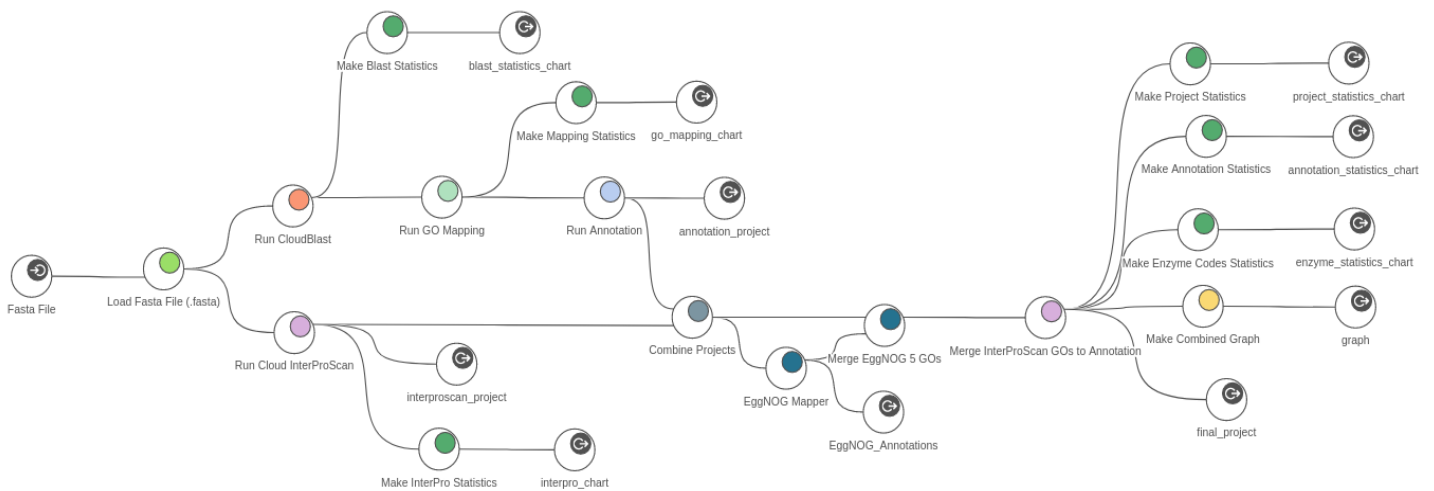 Make Blast Statistics
blast_statistics_chart
Make Project Statistics
project_statistics_chart
Make Mapping Statistics
go_mapping_chart
Make Annotation Statistics
annotation_statistics_chart
Run CloudBlast
Run GO Mapping
Run Annotation
annotation_project
Make Enzyme Codes Statistics
enzyme_statistics_chart
Fasta File
Load Fasta File (.fasta)
Run Cloud InterProScan
Combine Projects
Merge EggNOG 5 GOs
Merge InterProScan GOs to Annotation
Make Combined Graph
graph
interproscan_project
EggNOG Mapper
EggNOG_Annotations
final_project
Make InterPro Statistics
interpro_chart